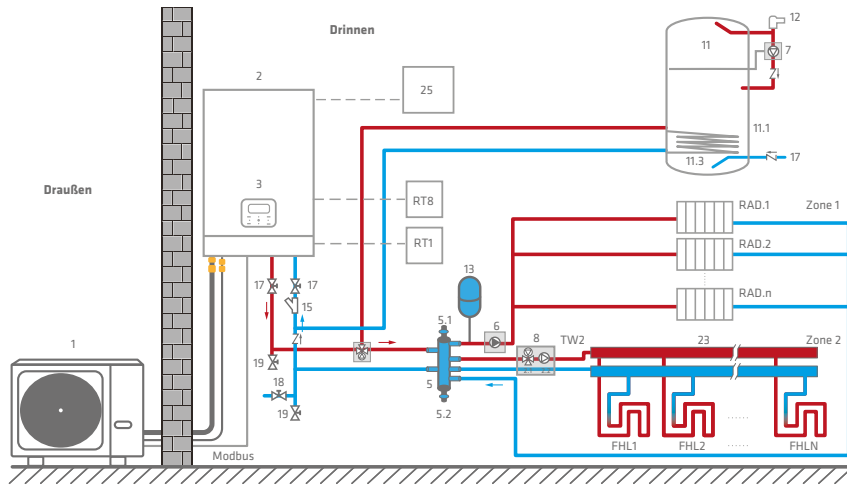 Drinnen
12
11
7
2
25
11.1
3
11.3
17
Draußen
RT8
RAD.1
Zone 1
RT1
RAD.2
17
17
13
15
RAD.n
5.1
6
8
TW2
23
Zone 2
1
19
5
18
19
5.2
FHL1
FHL2
FHLN
Modbus